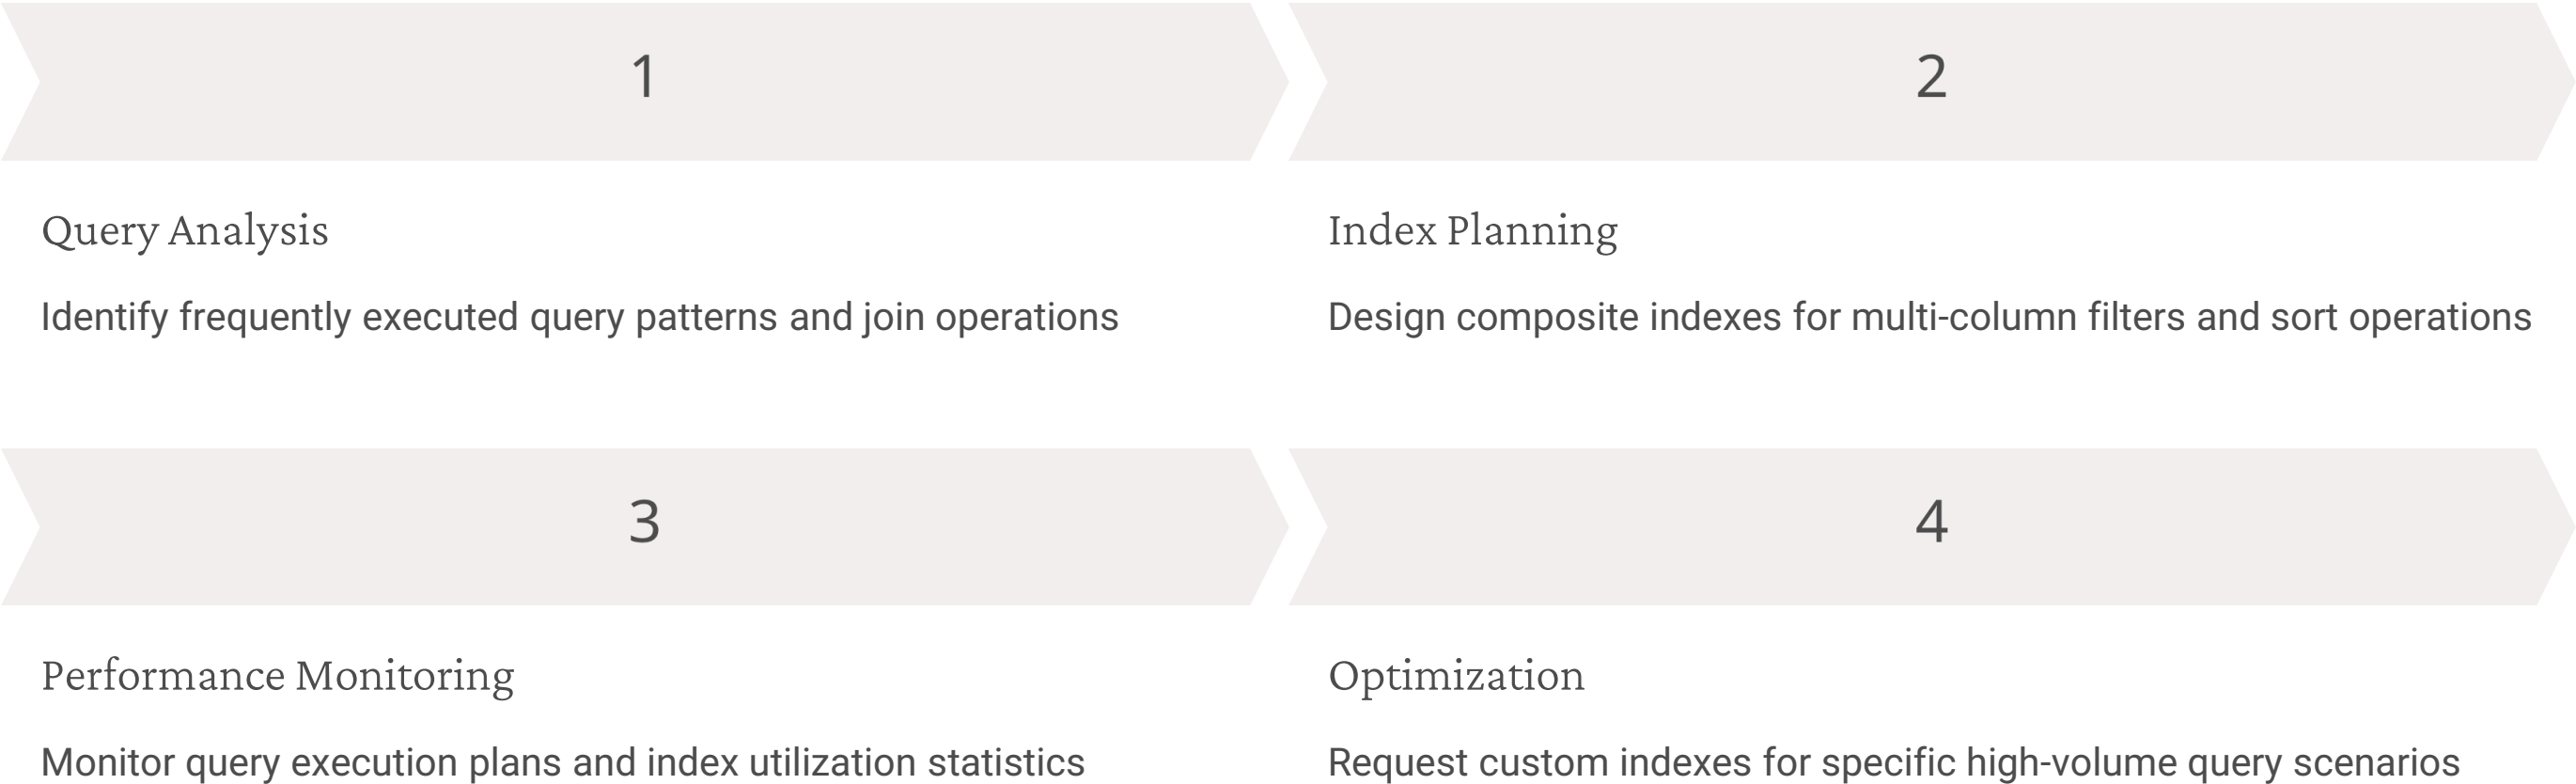 1
2
Query Analysis
Identify frequently executed query patterns and join operations
Index Planning
Design composite indexes for multi-column filters and sort operations
3
4
Performance Monitoring
Monitor query execution plans and index utilization statistics
Optimization
Request custom indexes for specific high-volume query scenarios